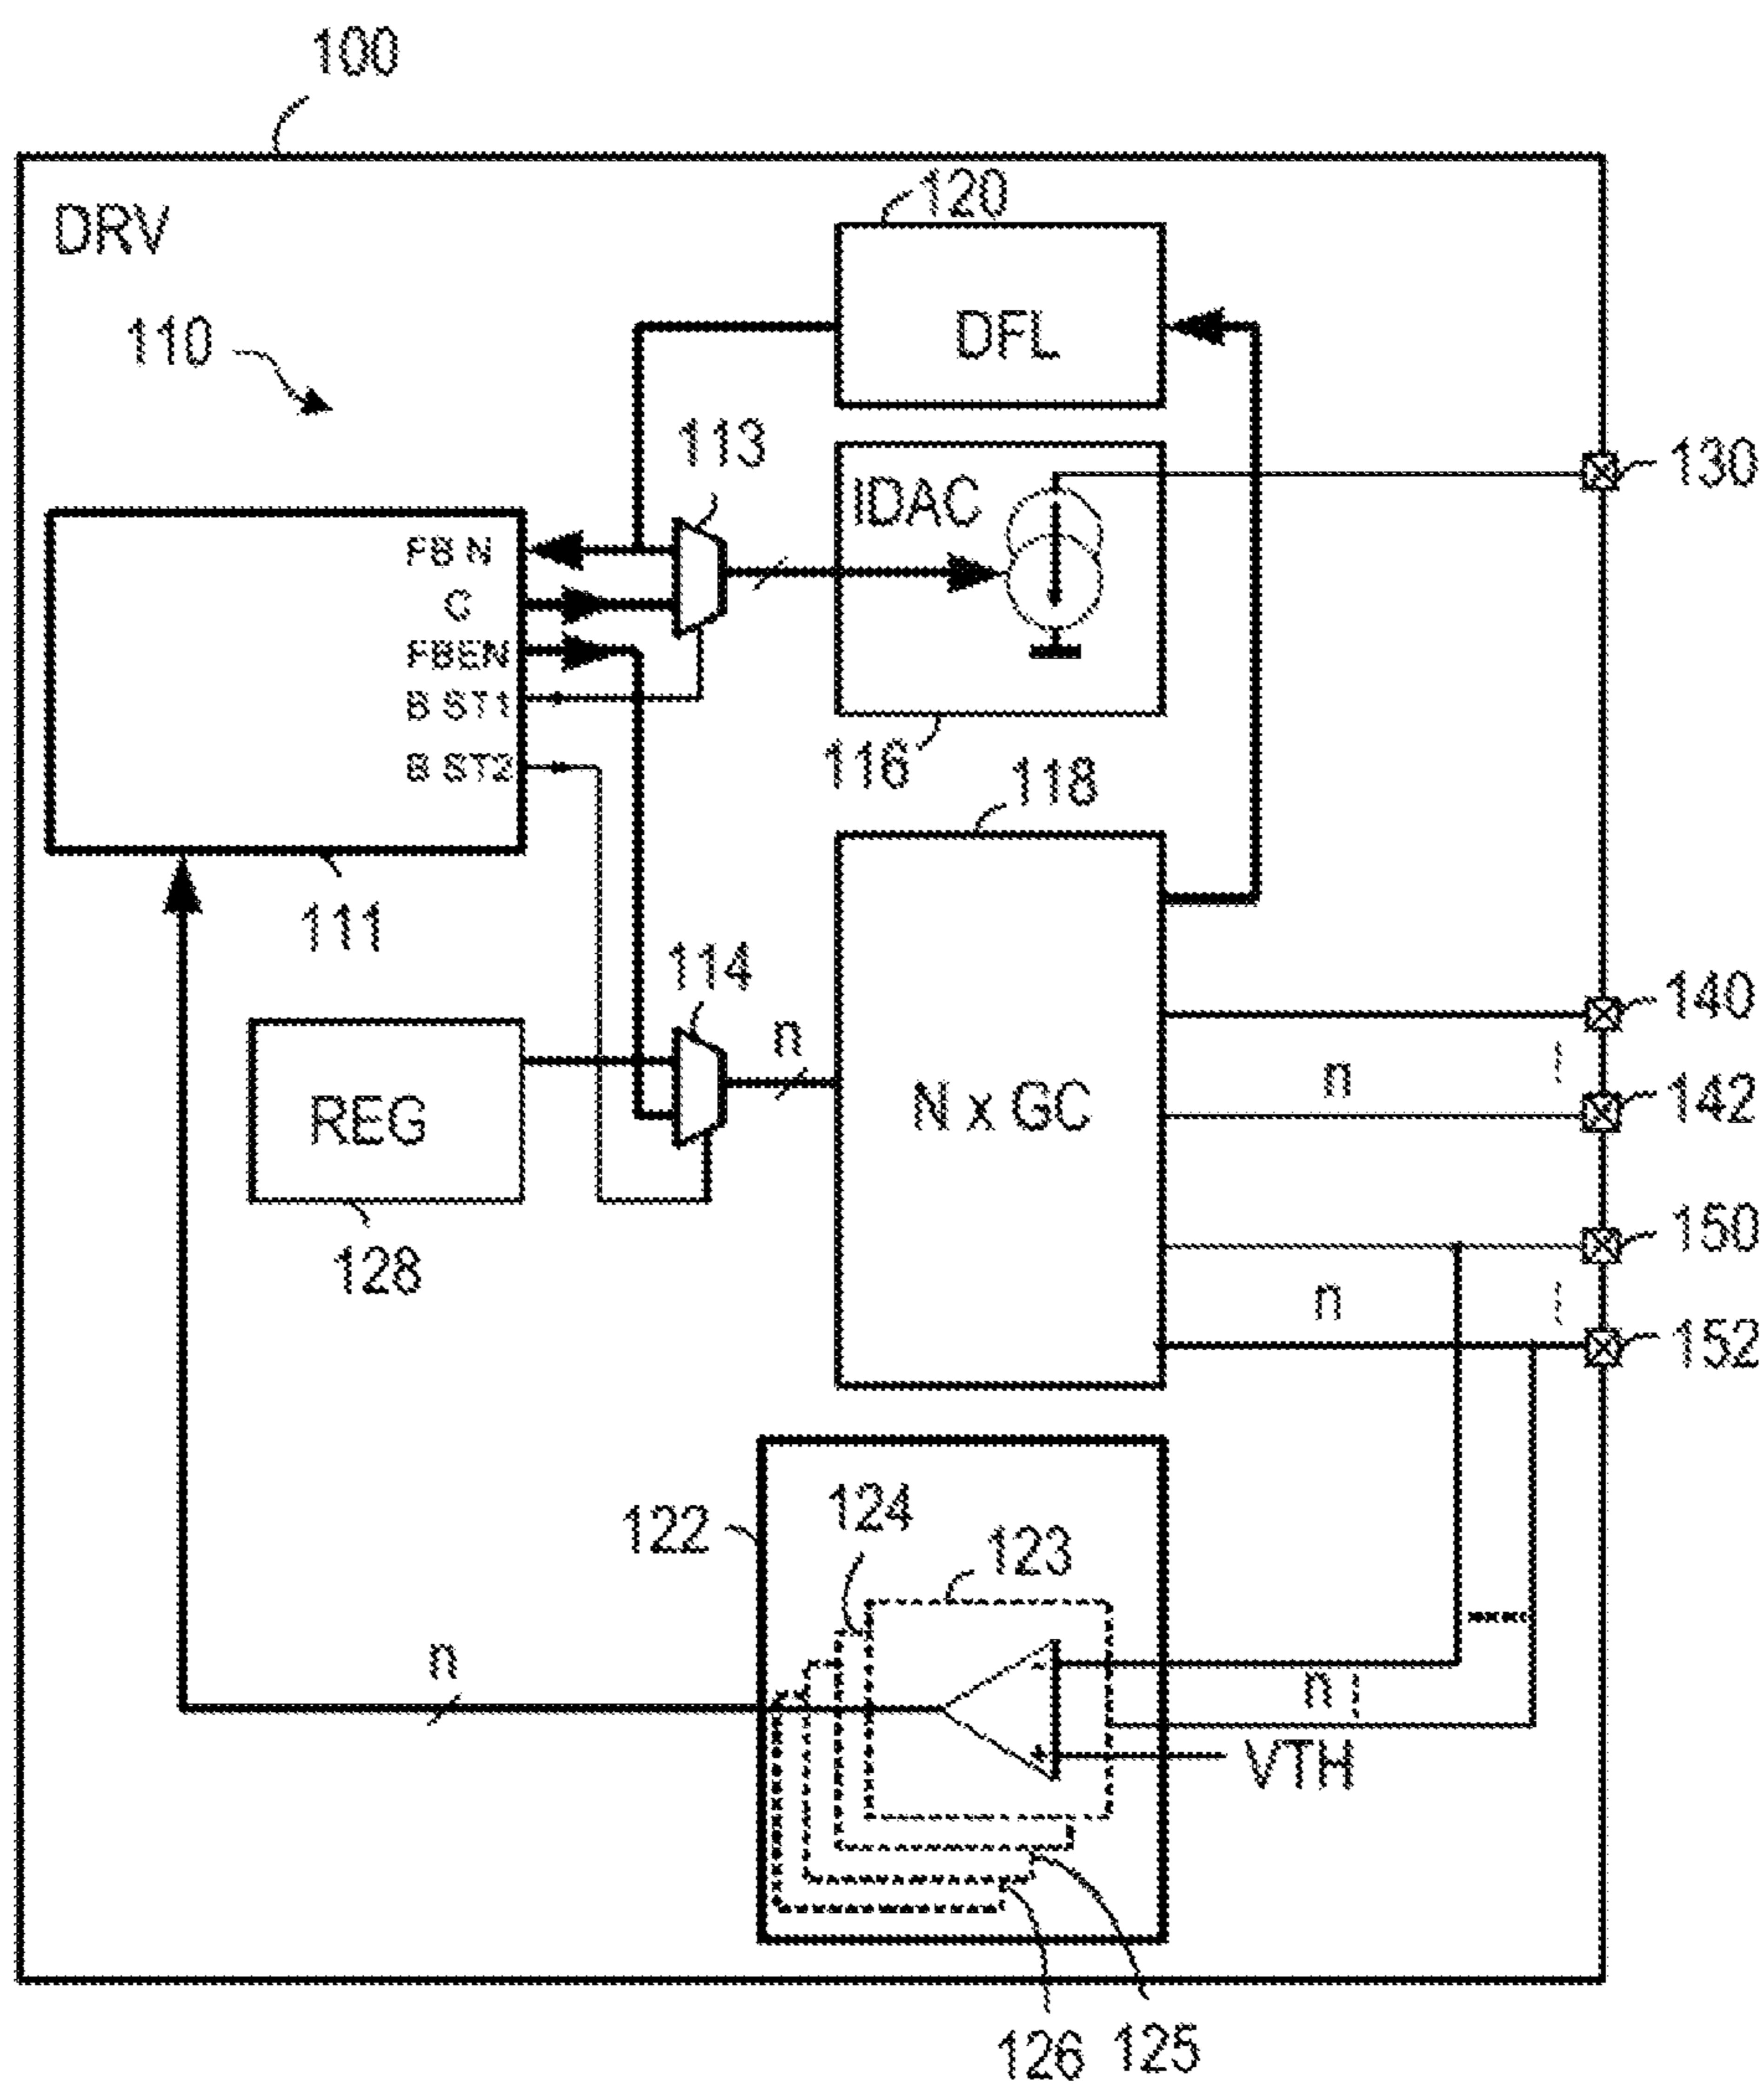 100
DRV
120
110
DFL
113
130
IDAC
FB N
C
FBEN
B ST1
B ST2
116
118
111
114
140
n
REG
N x GC
n
142
128
150
n
152
124
122
123
n
n
VTH
126
125